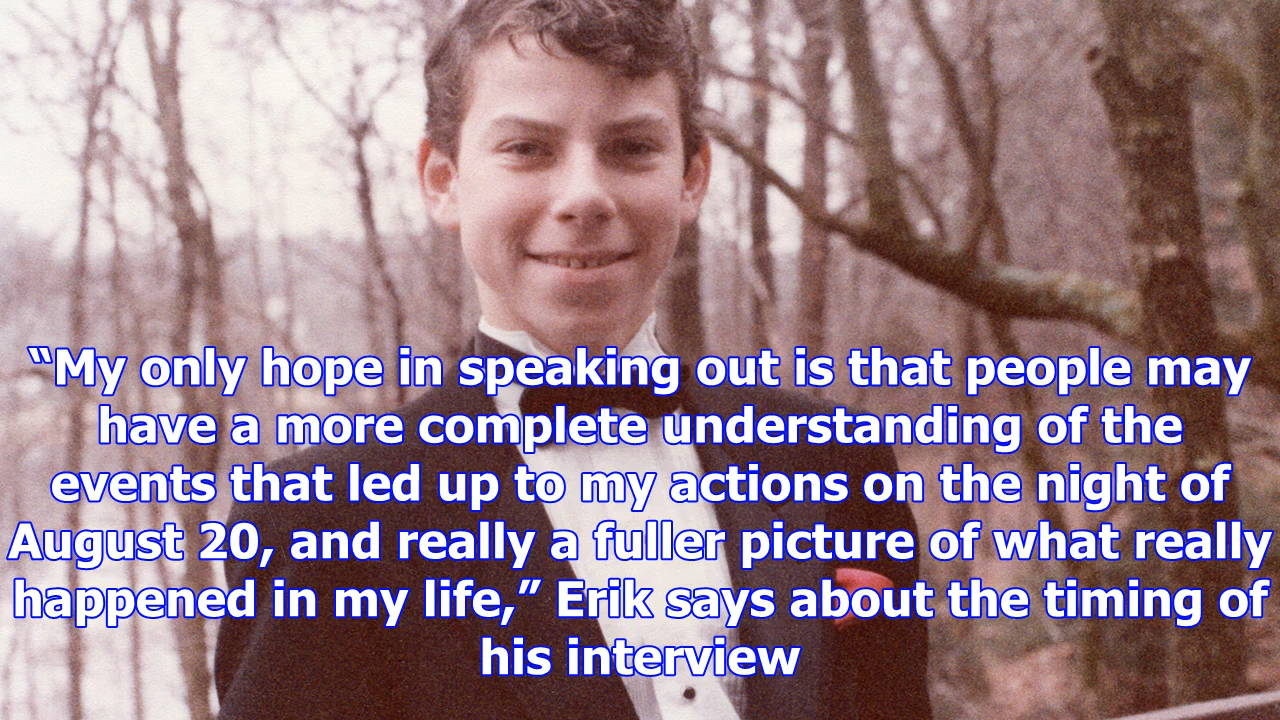 “My only hope in speaking out is that people may
have a more complete understanding of the
events that led up to my actions on the night of
August 20, and really a fuller picture of what really
happened in my life,” Erik says about the timing of
his interview